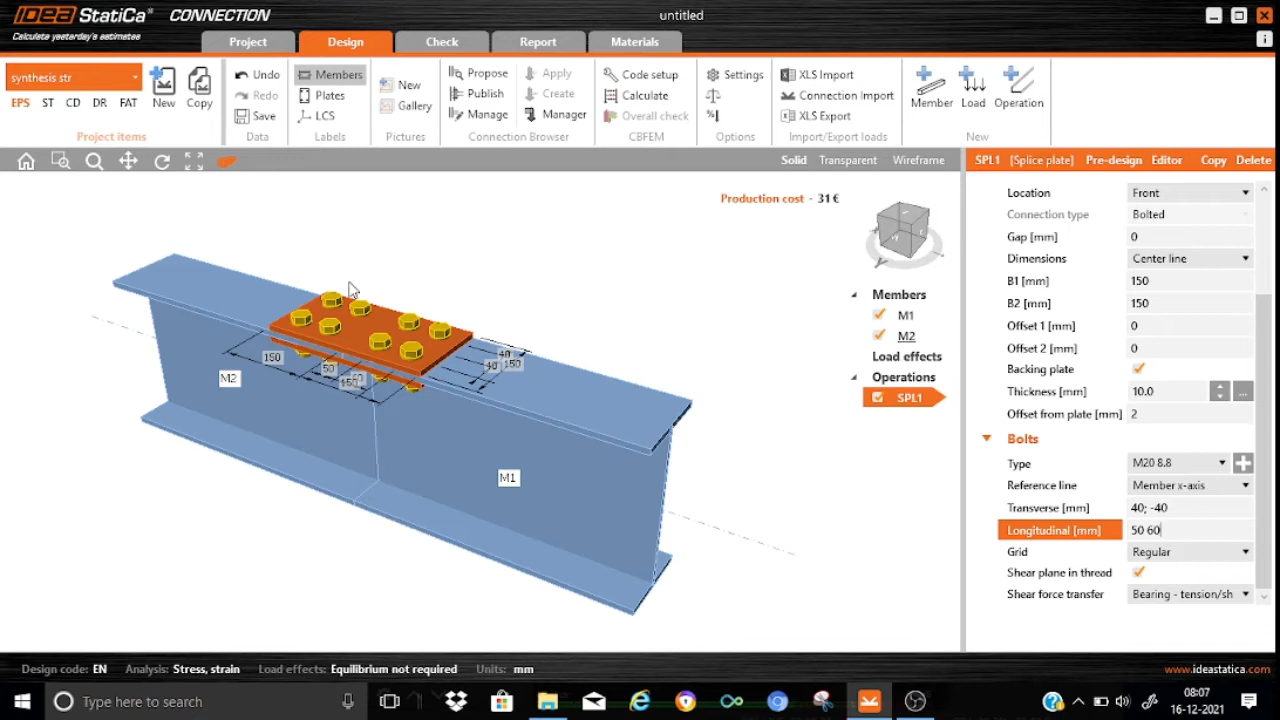 IDEA StatiCa® CONNECTION
Calculate yesterday's estimates
untitled
Project Design Check Report Materials
synthesis str
EPS ST CD DR FAT
New Copy
Project items
Undo
Redo
Save
Data
Members
Plates
LCS
Labels
New
Gallery
Pictures
Propose Apply
Publish Create
Manage Manager
Connection Browser
Code setup
Calculate
Overall check
CBFEM
Settings
Options
XLS Import
Connection Import
XLS Export
Import/Export loads
Member Load Operation
New
Solid Transparent Wireframe
SPL1 [Splice plate] Pre-design Editor Copy Delete
Production cost - 31 €
Members
M1
M2
Load effects
Operations
SPL1
150
50
150
40
40
150
M2
M1
Location Front
Connection type Bolted
Gap [mm] 0
Dimensions Center line
B1 [mm] 150
B2 [mm] 150
Offset 1 [mm] 0
Offset 2 [mm] 0
Backing plate
Thickness [mm] 10.0 ...
Offset from plate [mm] 2
Bolts
Type M20 8.8
Reference line Member x-axis
Transverse [mm] 40; -40
Longitudinal [mm] 50 60
Grid Regular
Shear plane in thread
Shear force transfer Bearing - tension/sh
Design code: EN Analysis: Stress, strain Load effects: Equilibrium not required Units: mm
www.ideastatica.com
Type here to search
08:07
16-12-2021